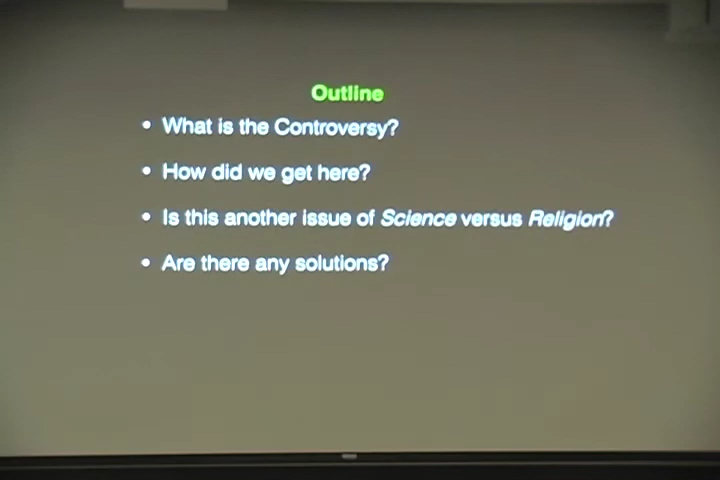 Outline
• What is the Controversy?
• How did we get here?
• Is this another issue of Science versus Religion?
• Are there any solutions?